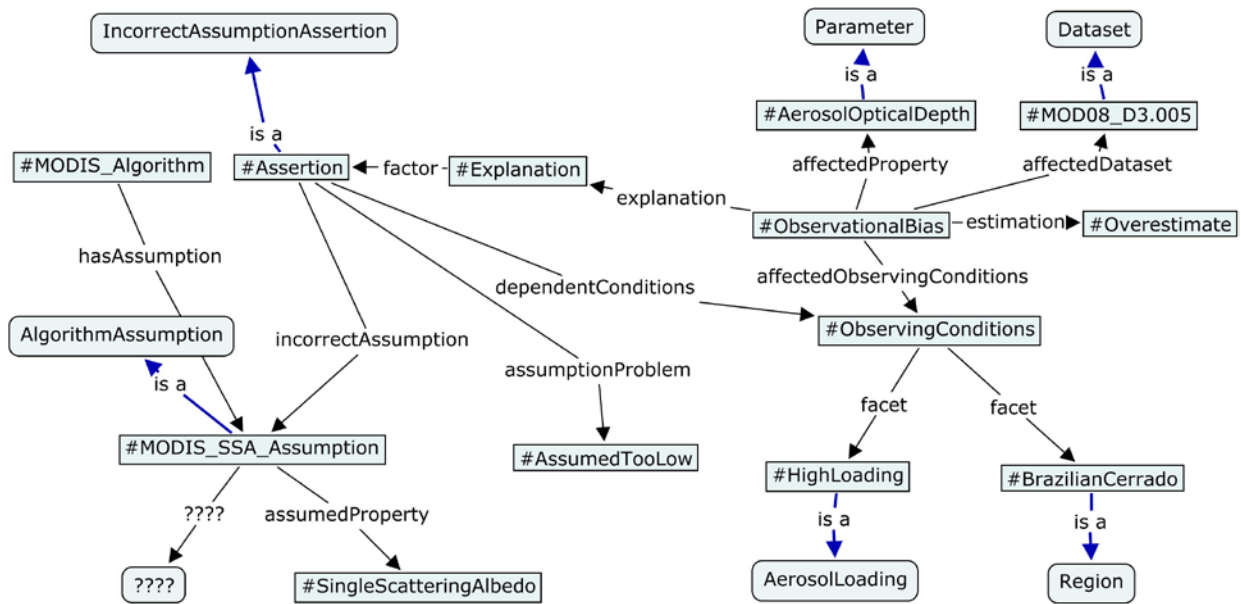 IncorrectAssumptionAssertion
Parameter
Dataset
is a
is a
is a
#AerosolOpticalDepth
#MOD08_D3.005
#MODIS_Algorithm
#Assertion
factor
#Explanation
affectedProperty
affectedDataset
explanation
#ObservationalBias
estimation
#Overestimate
hasAssumption
affectedObservingConditions
dependentConditions
AlgorithmAssumption
incorrectAssumption
#ObservingConditions
is a
assumptionProblem
facet
facet
#MODIS_SSA_Assumption
#AssumedTooLow
#HighLoading
#BrazilianCerrado
????
assumedProperty
is a
is a
????
#SingleScatteringAlbedo
AerosolLoading
Region